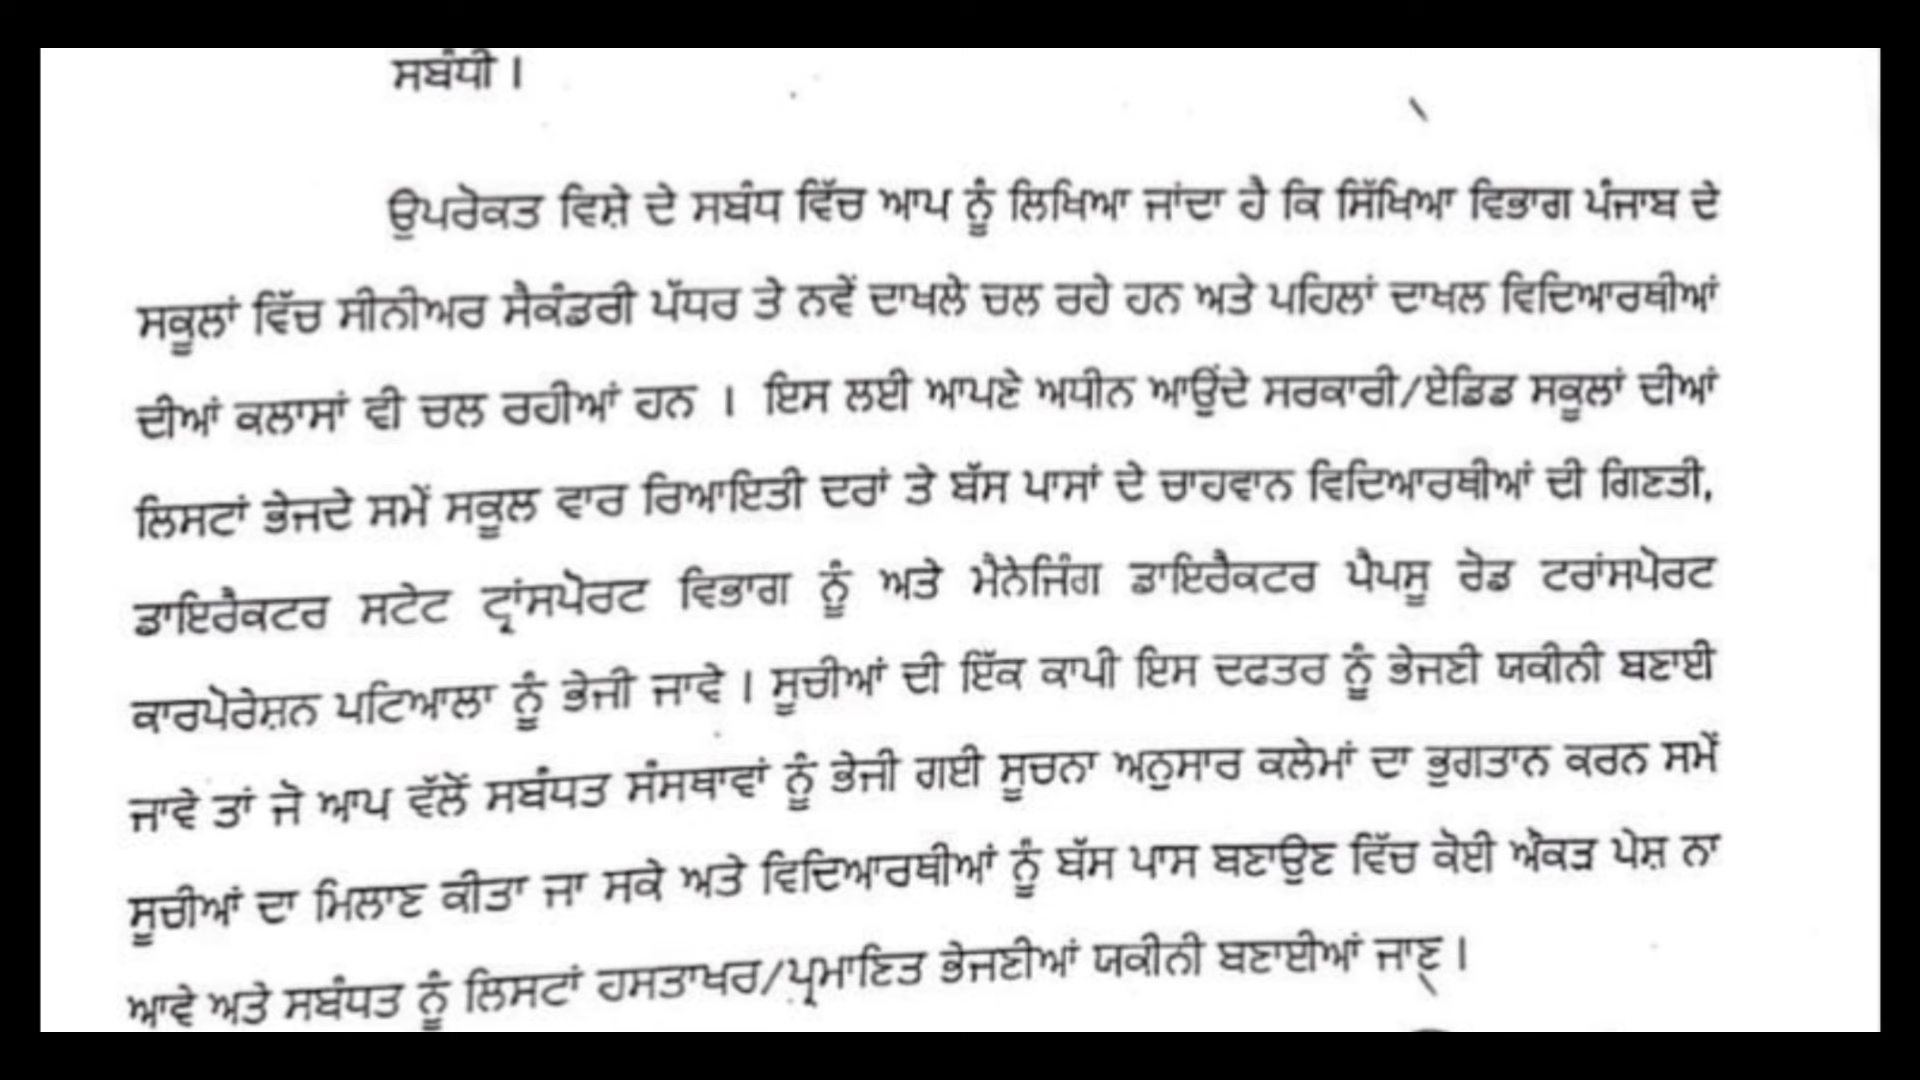 ਸਬੰਧੀ ।
ਉਪਰੋਕਤ ਵਿਸ਼ੇ ਦੇ ਸਬੰਧ ਵਿੱਚ ਆਪ ਨੂੰ ਲਿਖਿਆ ਜਾਂਦਾ ਹੈ ਕਿ ਸਿੱਖਿਆ ਵਿਭਾਗ ਪੰਜਾਬ ਦੇ
ਸਕੂਲਾਂ ਵਿੱਚ ਸੀਨੀਅਰ ਸੈਕੰਡਰੀ ਪੱਧਰ ਤੇ ਨਵੇਂ ਦਾਖਲੇ ਚਲ ਰਹੇ ਹਨ ਅਤੇ ਪਹਿਲਾਂ ਦਾਖਲ ਵਿਦਿਆਰਥੀਆਂ
ਦੀਆਂ ਕਲਾਸਾਂ ਵੀ ਚਲ ਰਹੀਆਂ ਹਨ । ਇਸ ਲਈ ਆਪਣੇ ਅਧੀਨ ਆਉਂਦੇ ਸਰਕਾਰੀ/ਏਡਿਡ ਸਕੂਲਾਂ ਦੀਆਂ
ਲਿਸਟਾਂ ਭੇਜਦੇ ਸਮੇਂ ਸਕੂਲ ਵਾਰ ਰਿਆਇਤੀ ਦਰਾਂ ਤੇ ਬੱਸ ਪਾਸਾਂ ਦੇ ਚਾਹਵਾਨ ਵਿਦਿਆਰਥੀਆਂ ਦੀ ਗਿਣਤੀ,
ਡਾਇਰੈਕਟਰ ਸਟੇਟ ਟ੍ਰਾਂਸਪੋਰਟ ਵਿਭਾਗ ਨੂੰ ਅਤੇ ਮੈਨੇਜਿੰਗ ਡਾਇਰੈਕਟਰ ਪੈਪਸੂ ਰੋਡ ਟਰਾਂਸਪੋਰਟ
ਕਾਰਪੋਰੇਸ਼ਨ ਪਟਿਆਲਾ ਨੂੰ ਭੇਜੀ ਜਾਵੇ । ਸੂਚੀਆਂ ਦੀ ਇੱਕ ਕਾਪੀ ਇਸ ਦਫਤਰ ਨੂੰ ਭੇਜਣੀ ਯਕੀਨੀ ਬਣਾਈ
ਜਾਵੇ ਤਾਂ ਜੋ ਆਪ ਵੱਲੋਂ ਸਬੰਧਤ ਸੰਸਥਾਵਾਂ ਨੂੰ ਭੇਜੀ ਗਈ ਸੂਚਨਾ ਅਨੁਸਾਰ ਕਲੇਮਾਂ ਦਾ ਭੁਗਤਾਨ ਕਰਨ ਸਮੇਂ
ਸੂਚੀਆਂ ਦਾ ਮਿਲਾਣ ਕੀਤਾ ਜਾ ਸਕੇ ਅਤੇ ਵਿਦਿਆਰਥੀਆਂ ਨੂੰ ਬੱਸ ਪਾਸ ਬਣਾਉਣ ਵਿੱਚ ਕੋਈ ਔਕੜ ਪੇਸ਼ ਨਾ
ਆਵੇ ਅਤੇ ਸਬੰਧਤ ਨੂੰ ਲਿਸਟਾਂ ਹਸਤਾਖਰ/ਪ੍ਰਮਾਣਿਤ ਭੇਜਣੀਆਂ ਯਕੀਨੀ ਬਣਾਈਆਂ ਜਾਣ ।